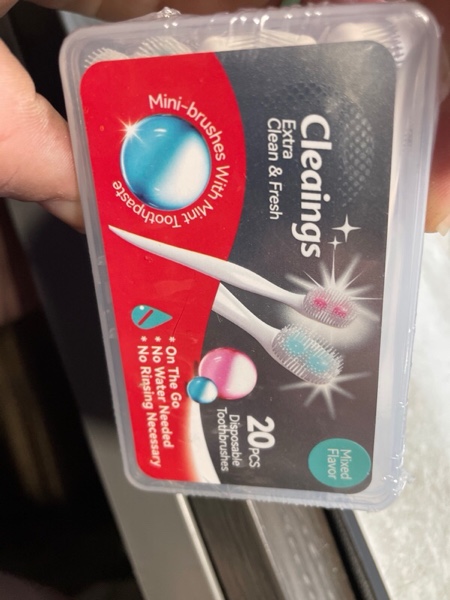 Cleaings
Extra
Clean & Fresh
Mini-brushes With Mint Toothpaste
20PCS
Disposable
Toothbrushes
Mixed
Flavor
* On The Go
* No Water Needed
* No Rinsing Necessary